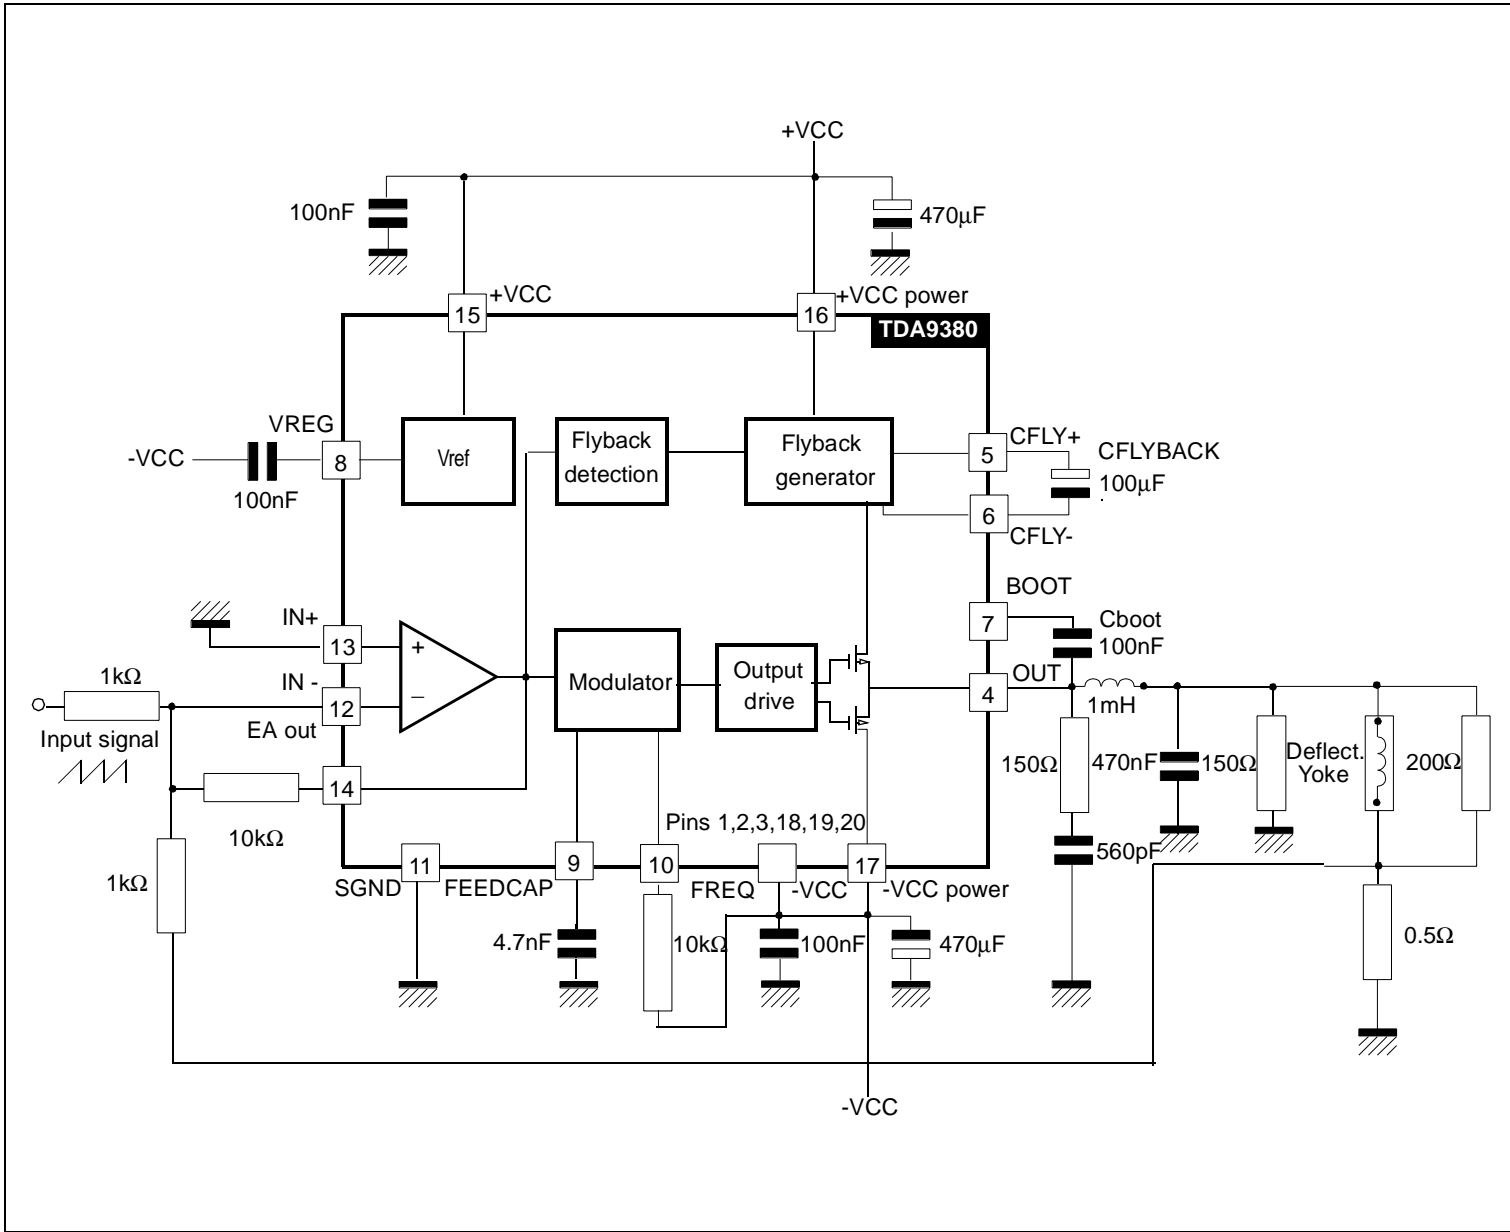 +VCC
100nF
470µF
+VCC
+VCC power
15
16
TDA9380
VREG
-VCC
8
100nF
Vref
Flyback
detection
Flyback
generator
5
CFLY+
CFLYBACK
100µF
6
CFLY-
BOOT
7
Cboot
100nF
IN+
13
+
1kΩ
IN -
12
–
Input signal
EA out
14
10kΩ
1kΩ
Modulator
Output
drive
4
OUT
1mH
150Ω
470nF
150Ω
Deflect.
Yoke
200Ω
560pF
Pins 1,2,3,18,19,20
SGND
11
FEEDCAP
9
10
FREQ
-VCC
17
-VCC power
4.7nF
10kΩ
100nF
470µF
0.5Ω
-VCC